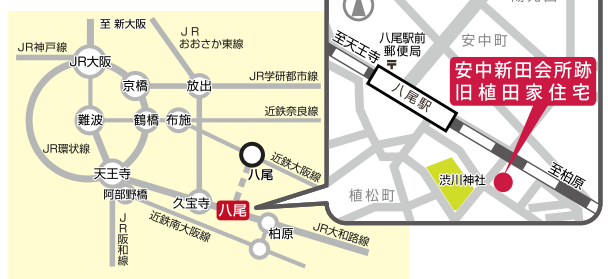 至 新大阪
JR
おおさか東線
JR神戸線
JR大阪
京橋
放出
JR学研都市線
近鉄奈良線
難波
鶴橋
布施
JR環状線
近鉄大阪線
八尾
天王寺
阿部野橋
久宝寺
八尾
近鉄南大阪線
JR阪和線
柏原
JR大和路線
安中町
八尾駅前
郵便局
至天王寺
八尾駅
安中新田会所跡
旧植田家住宅
至柏原
渋川神社
植松町